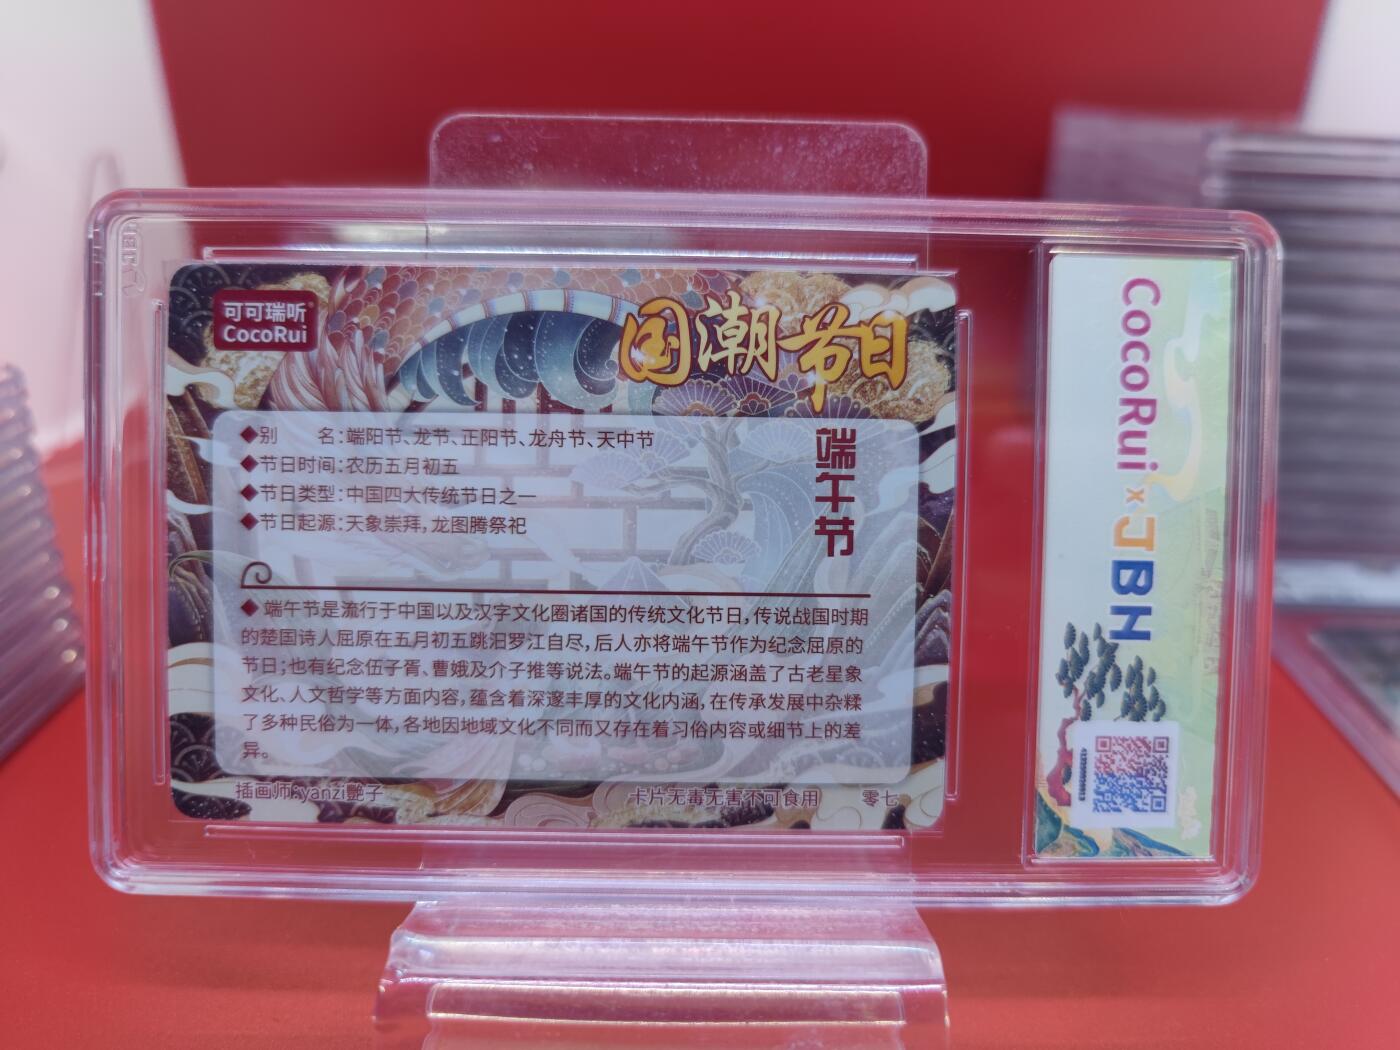 可可瑞听
CocoRui
国潮节日
端午节
◆别 名:端阳节、龙节、正阳节、龙舟节、天中节
◆节日时间:农历五月初五
◆节日类型:中国四大传统节日之一
◆节日起源:天象崇拜,龙图腾祭祀
◆ 端午节是流行于中国以及汉字文化圈诸国的传统文化节日,传说战国时期
的楚国诗人屈原在五月初五跳汨罗江自尽,后人亦将端午节作为纪念屈原的
节日;也有纪念伍子胥、曹娥及介子推等说法。端午节的起源涵盖了古老星象
文化、人文哲学等方面内容,蕴含着深邃丰厚的文化内涵,在传承发展中杂糅
了多种民俗为一体,各地因地域文化不同而又存在着习俗内容或细节上的差
异。
插画师:yanzi艷子
卡片无毒无害不可食用
零七
CocoRui x JBH